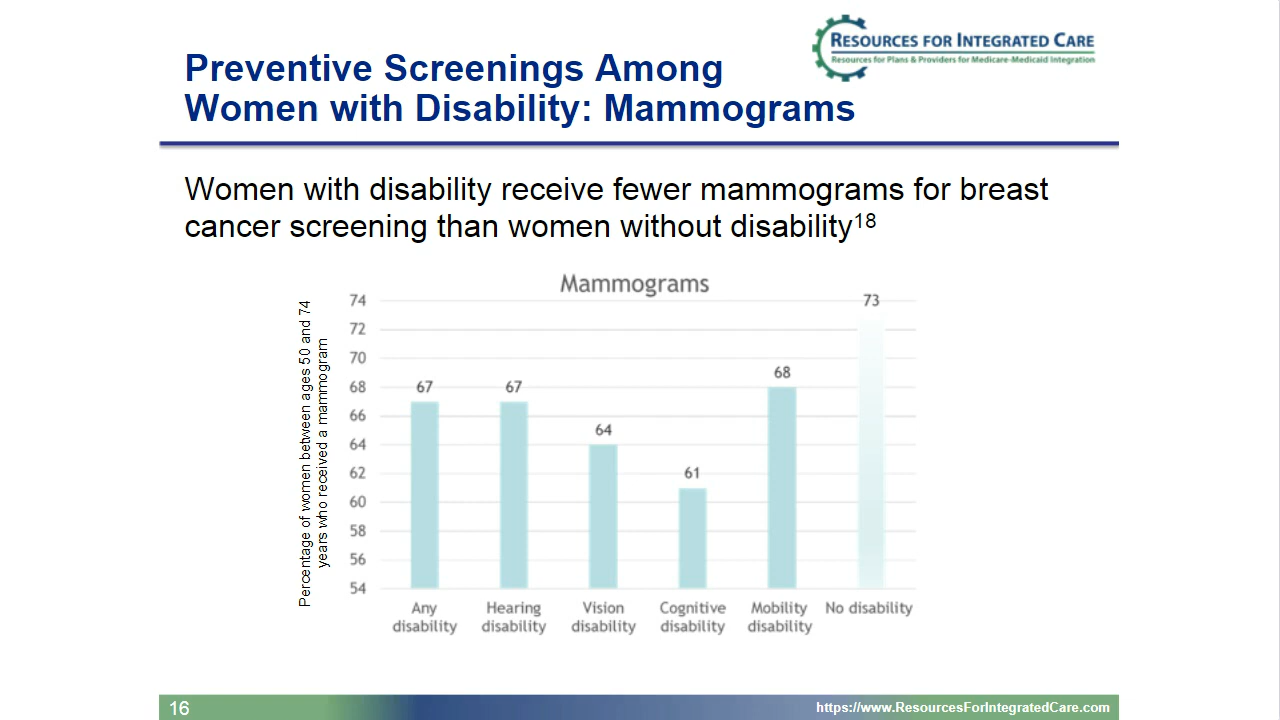 RESOURCES FOR INTEGRATED CARE
Resources for Plans & Providers for Medicare-Medicaid Integration
Preventive Screenings Among
Women with Disability: Mammograms
Women with disability receive fewer mammograms for breast
cancer screening than women without disability18
Mammograms
Percentage of women between ages 50 and 74
years who received a mammogram
74
72
70
68
66
64
62
60
58
56
54
67
67
64
61
68
73
Any
disability
Hearing
disability
Vision
disability
Cognitive
disability
Mobility
disability
No disability
16
https://www.ResourcesForIntegratedCare.com